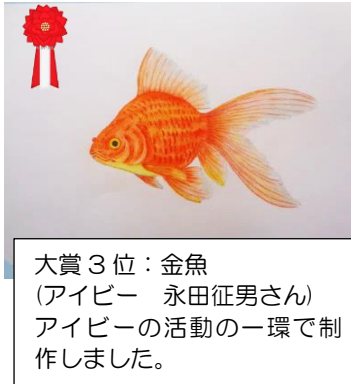 大賞３位：金魚
(アイビー　永田征男さん)
アイビーの活動の一環で制
作しました。